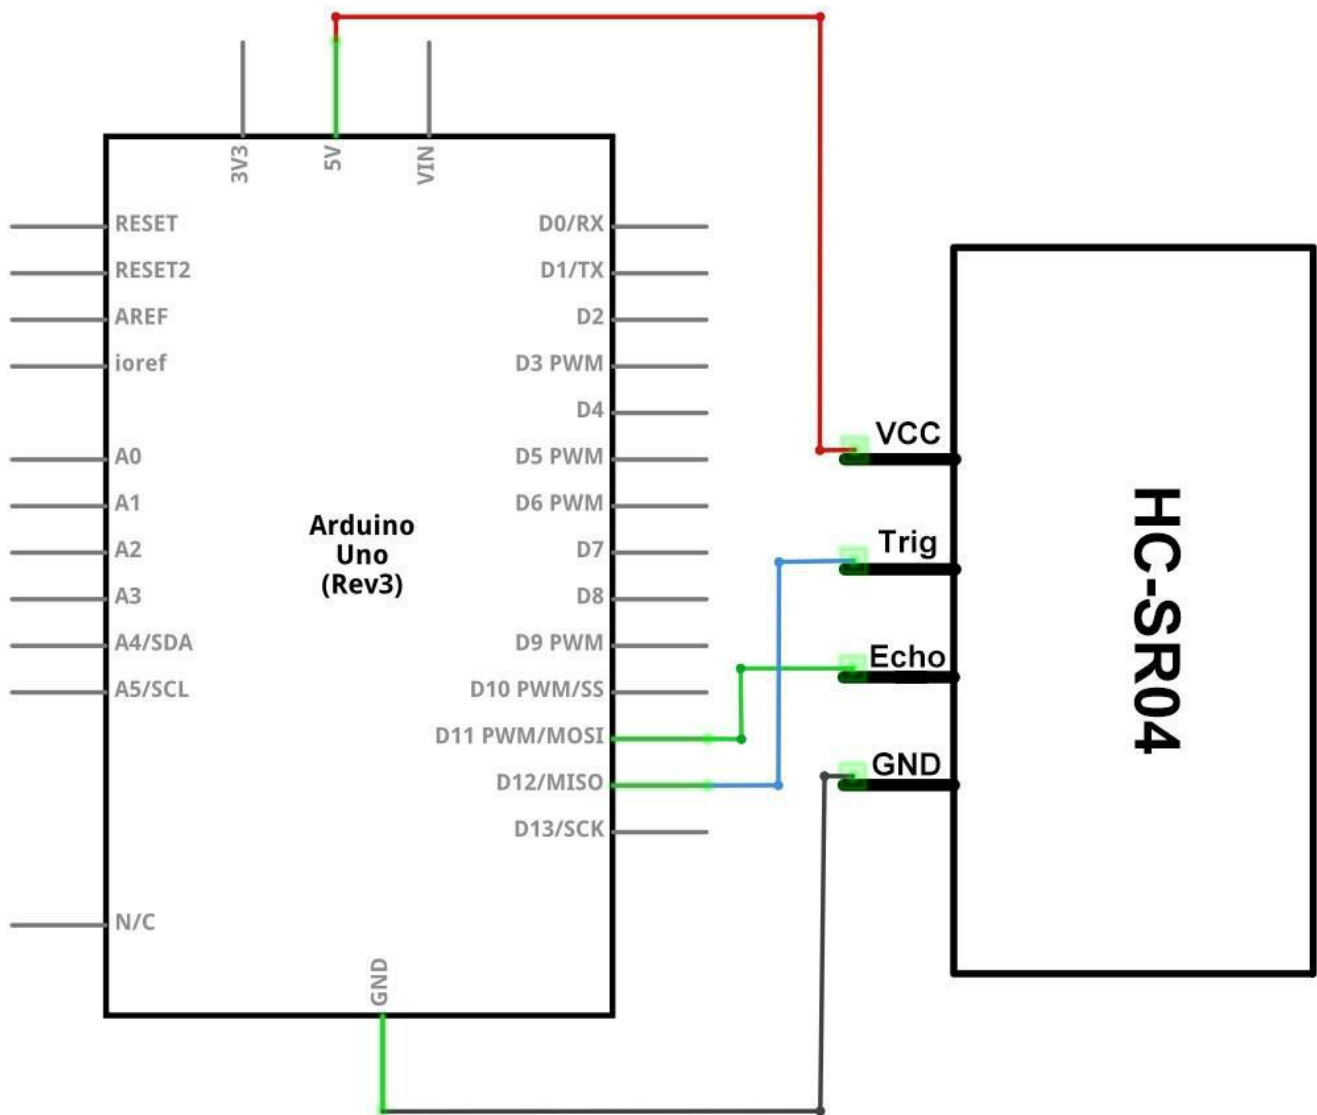 3V3
5V
VIN
RESET
RESET2
AREF
ioref
A0
A1
A2
A3
A4/SDA
A5/SCL
N/C
Arduino
Uno
(Rev3)
D0/RX
D1/TX
D2
D3 PWM
D4
D5 PWM
D6 PWM
D7
D8
D9 PWM
D10 PWM/SS
D11 PWM/MOSI
D12/MISO
D13/SCK
GND
VCC
Trig
Echo
GND
HC-SR04